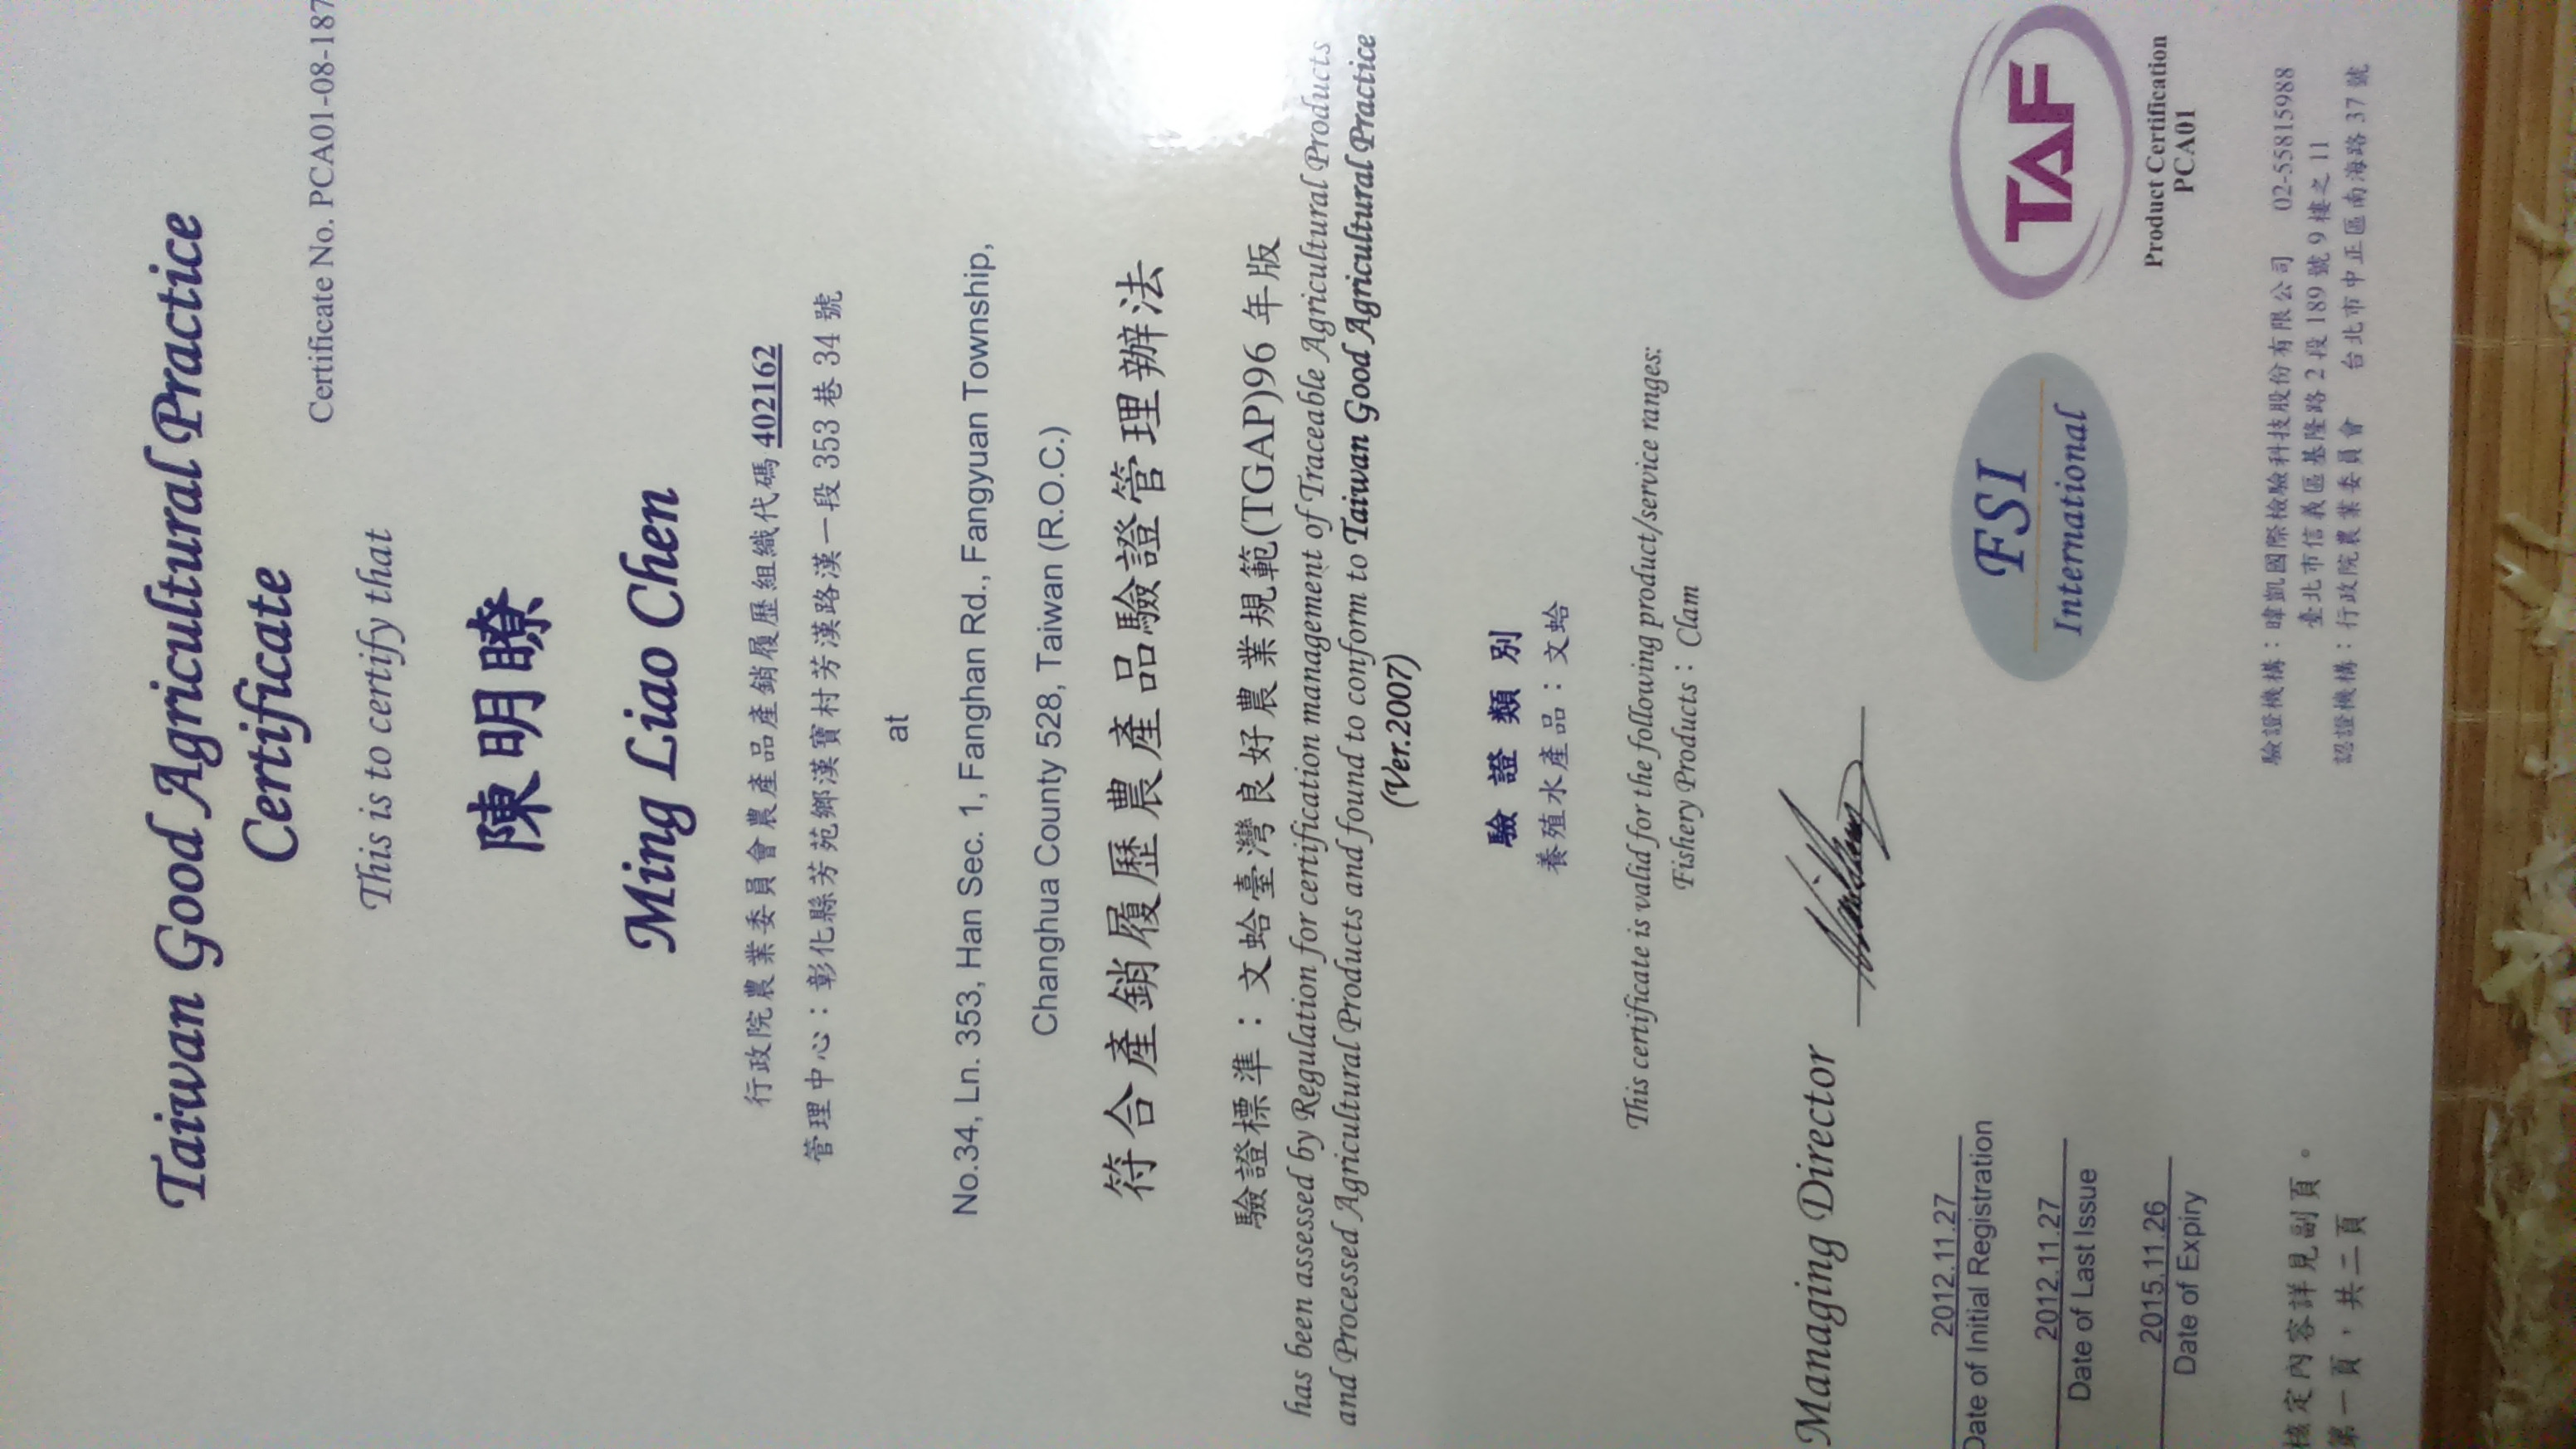 Taiwan Good Agricultural Practice
Certificate
Certificate No. PCA01-08-187
This is to certify that
陳明瞭
Ming Liao Chen
行政院農業委員會農產品產銷履歷組織代碼 402162
管理中心：彰化縣芳苑鄉漢寶村芳漢路漢一段 353 巷 34 號
at
No.34, Ln. 353, Han Sec. 1, Fanghan Rd., Fangyuan Township,
Changhua County 528, Taiwan (R.O.C.)
符合產銷履歷農產品驗證管理辦法
驗證標準：文蛤臺灣良好農業規範(TGAP)96 年版
has been assessed by Regulation for certification management of Traceable Agricultural Products
and Processed Agricultural Products and found to conform to Taiwan Good Agricultural Practice
(Ver.2007)
驗證類別
養殖水產品：文蛤
This certificate is valid for the following product/service ranges:
Fishery Products：Clam
Managing Director
2012.11.27
Date of Initial Registration
2012.11.27
Date of Last Issue
2015.11.26
Date of Expiry
FSI
International
TAF
Product Certification
PCA01
核定內容詳見副頁。
第一頁，共二頁
驗證機構：暐凱國際檢驗科技股份有限公司 02-55815988
臺北市信義區基隆路 2 段 189 號 9 樓之 11
認證機構：行政院農業委員會 台北市中正區南海路 37 號